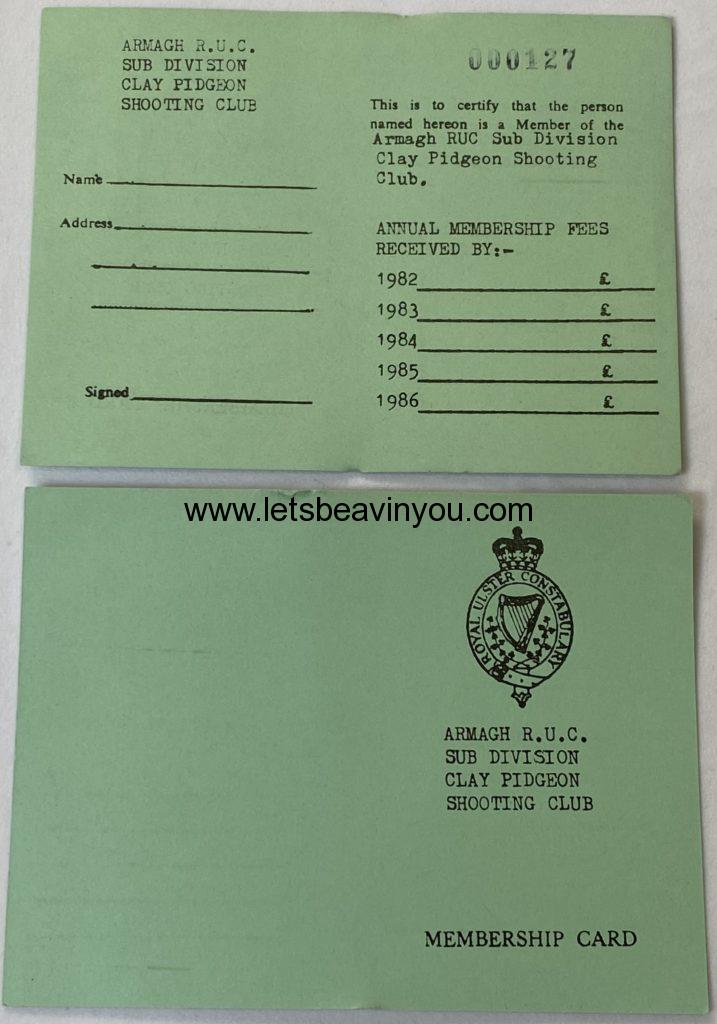 ARMAGH R.U.C.
SUB DIVISION
CLAY PIDGEON
SHOOTING CLUB
Name
Address
Signed
000127
This is to certify that the person
named hereon is a Member of the
Armagh RUC Sub Division
Clay Pidgeon Shooting
Club.
ANNUAL MEMBERSHIP FEES
RECEIVED BY:-
1982 £
1983 £
1984 £
1985 £
1986 £
www.letsbeavinyou.com
ROYAL ULSTER CONSTABULARY
ARMAGH R.U.C.
SUB DIVISION
CLAY PIDGEON
SHOOTING CLUB
MEMBERSHIP CARD